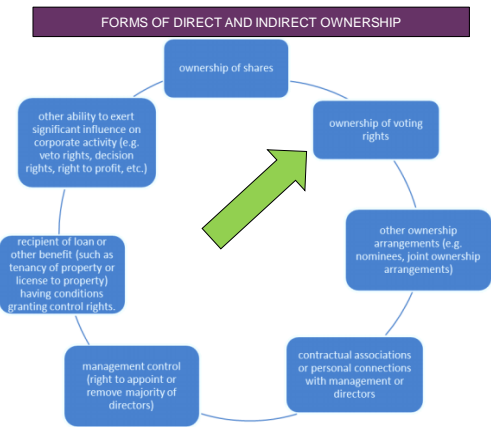 FORMS OF DIRECT AND INDIRECT OWNERSHIP
ownership of shares
ownership of voting
rights
other ownership
arrangements (e.g.
nominees, joint ownership
arrangements)
contractual associations
or personal connections
with management or
directors
management control
(right to appoint or
remove majority of
directors)
recipient of loan or
other benefit (such as
tenancy of property or
license to property)
having conditions
granting control rights.
other ability to exert
significant influence on
corporate activity (e.g.
veto rights, decision
rights, right to profit, etc.)